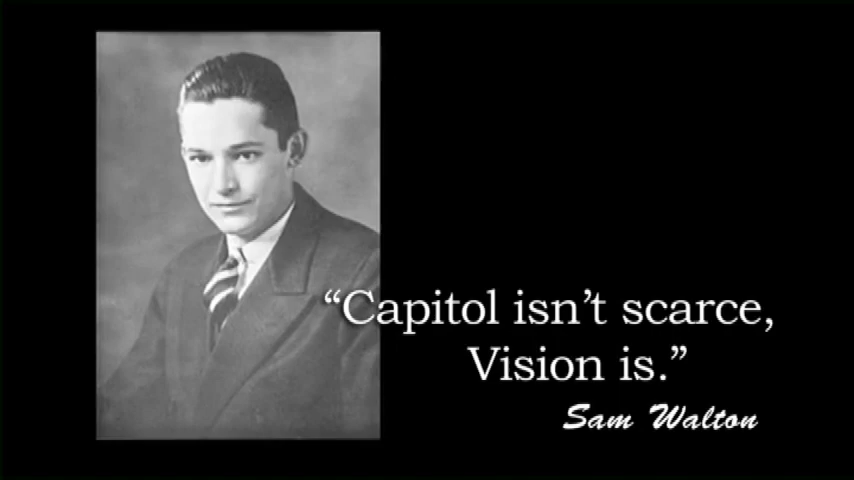 “Capitol isn’t scarce,
Vision is.”
Sam Walton